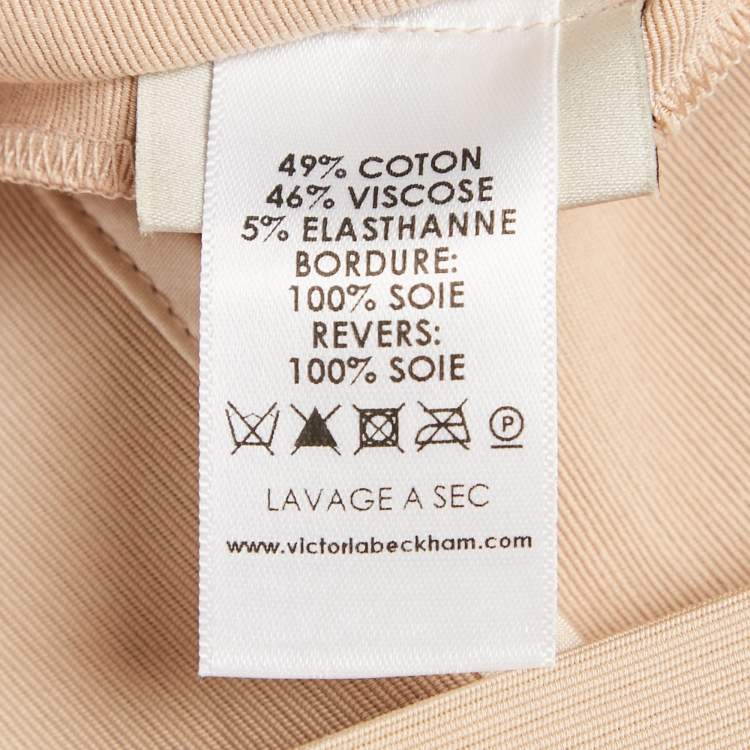 49% COTON
46% VISCOSE
5% ELASTHANNE
BORDURE:
100% SOIE
REVERS:
100% SOIE
P
LAVAGE A SEC
www.victoriabeckham.com